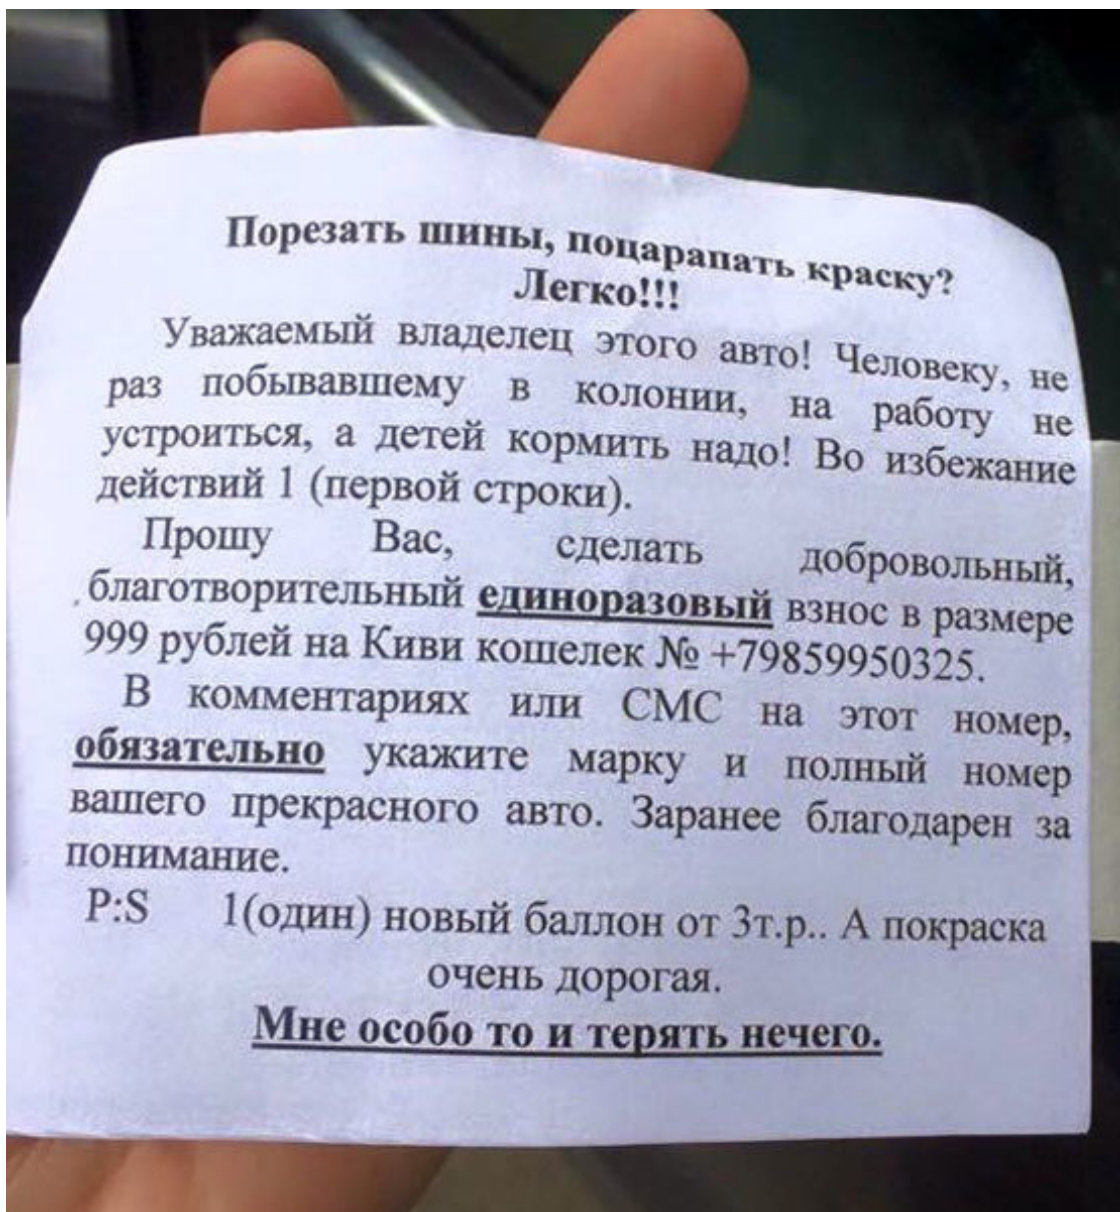 Порезать шины, поцарапать краску?
Легко!!!
Уважаемый владелец этого авто! Человеку, не
раз побывавшему в колонии, на работу не
устроиться, а детей кормить надо! Во избежание
действий 1 (первой строки).
Прошу Вас, сделать добровольный,
благотворительный единоразовый взнос в размере
999 рублей на Киви кошелек № +79859950325.
В комментариях или СМС на этот номер,
обязательно укажите марку и полный номер
вашего прекрасного авто. Заранее благодарен за
понимание.
P:S 1(один) новый баллон от 3т.р.. А покраска
очень дорогая.
Мне особо то и терять нечего.